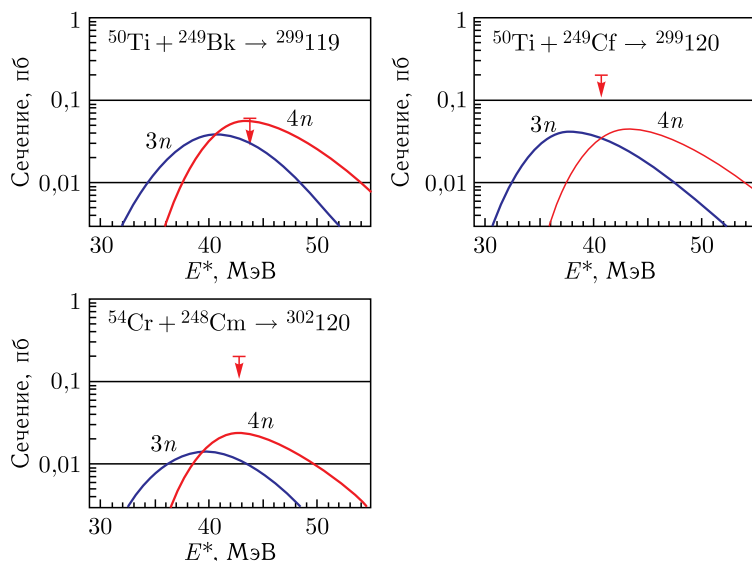 ⁵⁰Ti + ²⁴⁹Bk → ²⁹⁹119
Сечение, пб
1
0,1
0,01
3n
4n
30 40 50
E*, МэВ
⁵⁰Ti + ²⁴⁹Cf → ²⁹⁹120
Сечение, пб
1
0,1
0,01
3n
4n
30 40 50
E*, МэВ
⁵⁴Cr + ²⁴⁸Cm → ³⁰²120
Сечение, пб
1
0,1
0,01
3n
4n
30 40 50
E*, МэВ